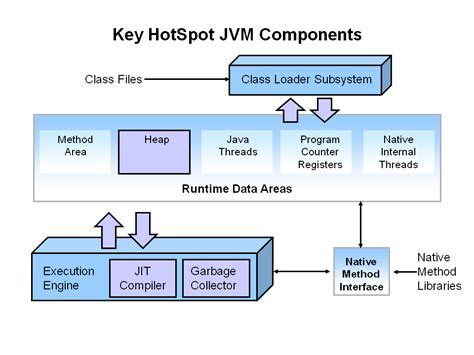 Key HotSpot JVM Components
Class Files
Class Loader Subsystem
Method
Area
Heap
Java
Threads
Program
Counter
Registers
Native
Internal
Threads
Runtime Data Areas
Execution
Engine
JIT
Compiler
Garbage
Collector
Native
Method
Interface
Native
Method
Libraries